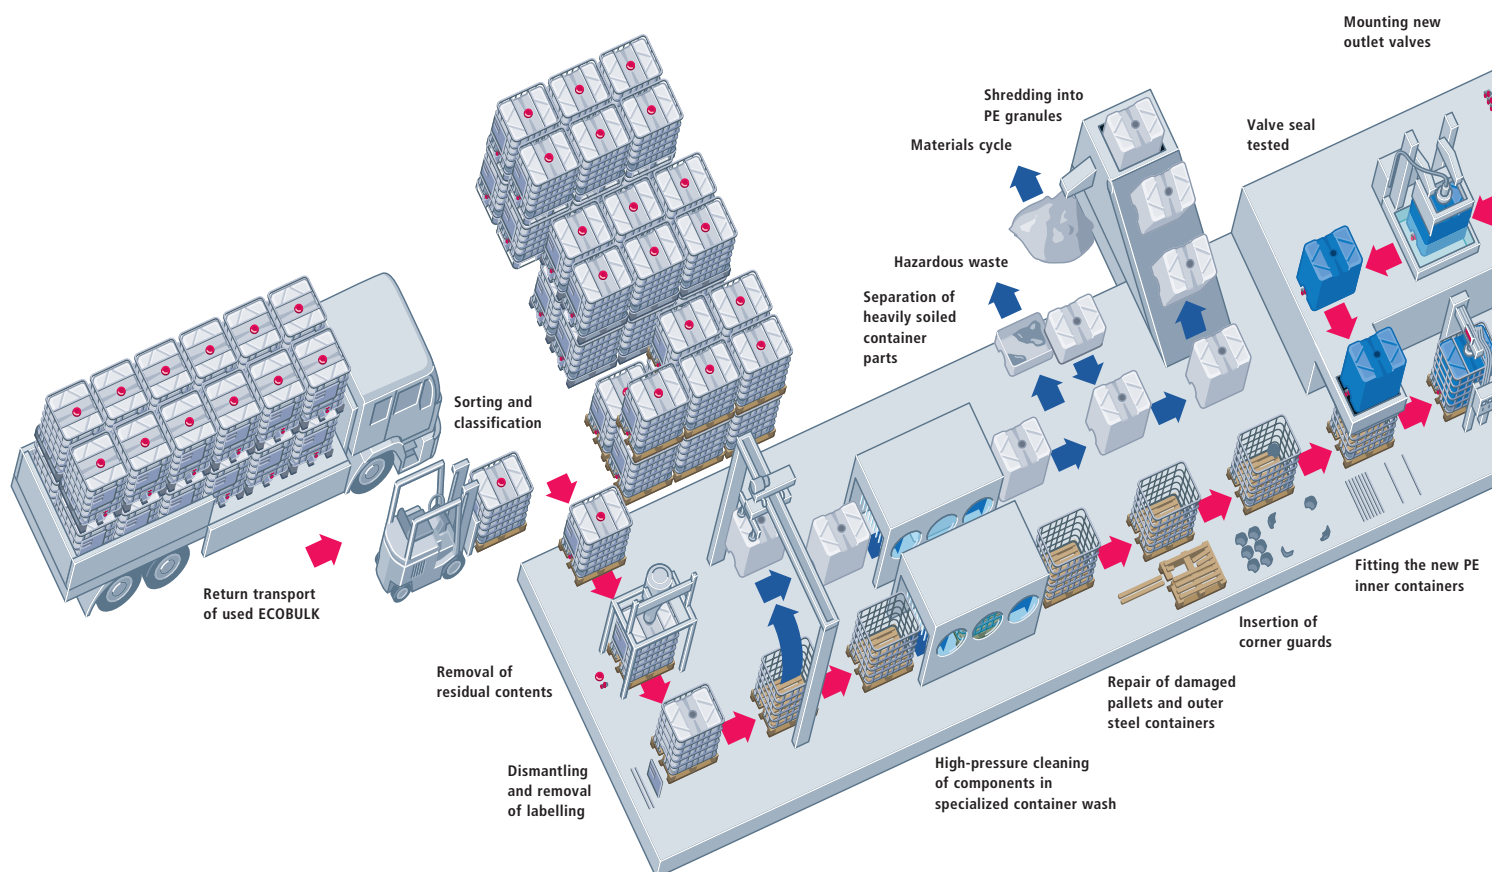 Mounting new
outlet valves
Shredding into
PE granules
Materials cycle
Valve seal
tested
Hazardous waste
Separation of
heavily soiled
container
parts
Sorting and
classification
Return transport
of used ECOBULK
Removal of
residual contents
Dismantling
and removal
of labelling
High-pressure cleaning
of components in
specialized container wash
Repair of damaged
pallets and outer
steel containers
Insertion of
corner guards
Fitting the new PE
inner containers